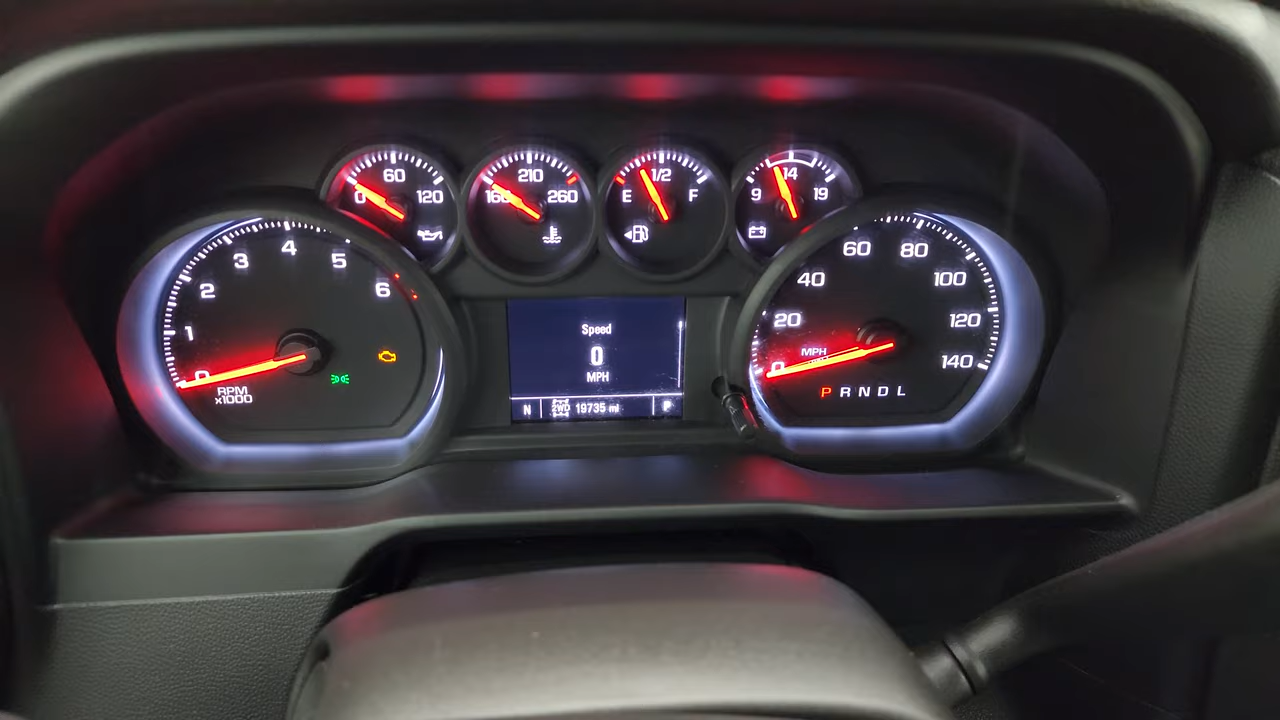 60
0 120
210
160 260
1/2
E F
14
9 19
0 1 2 3 4 5 6
RPM
x1000
Speed
0
MPH
N 2WD 19735 mi P
0 20 40 60 80 100 120 140
MPH
P R N D L